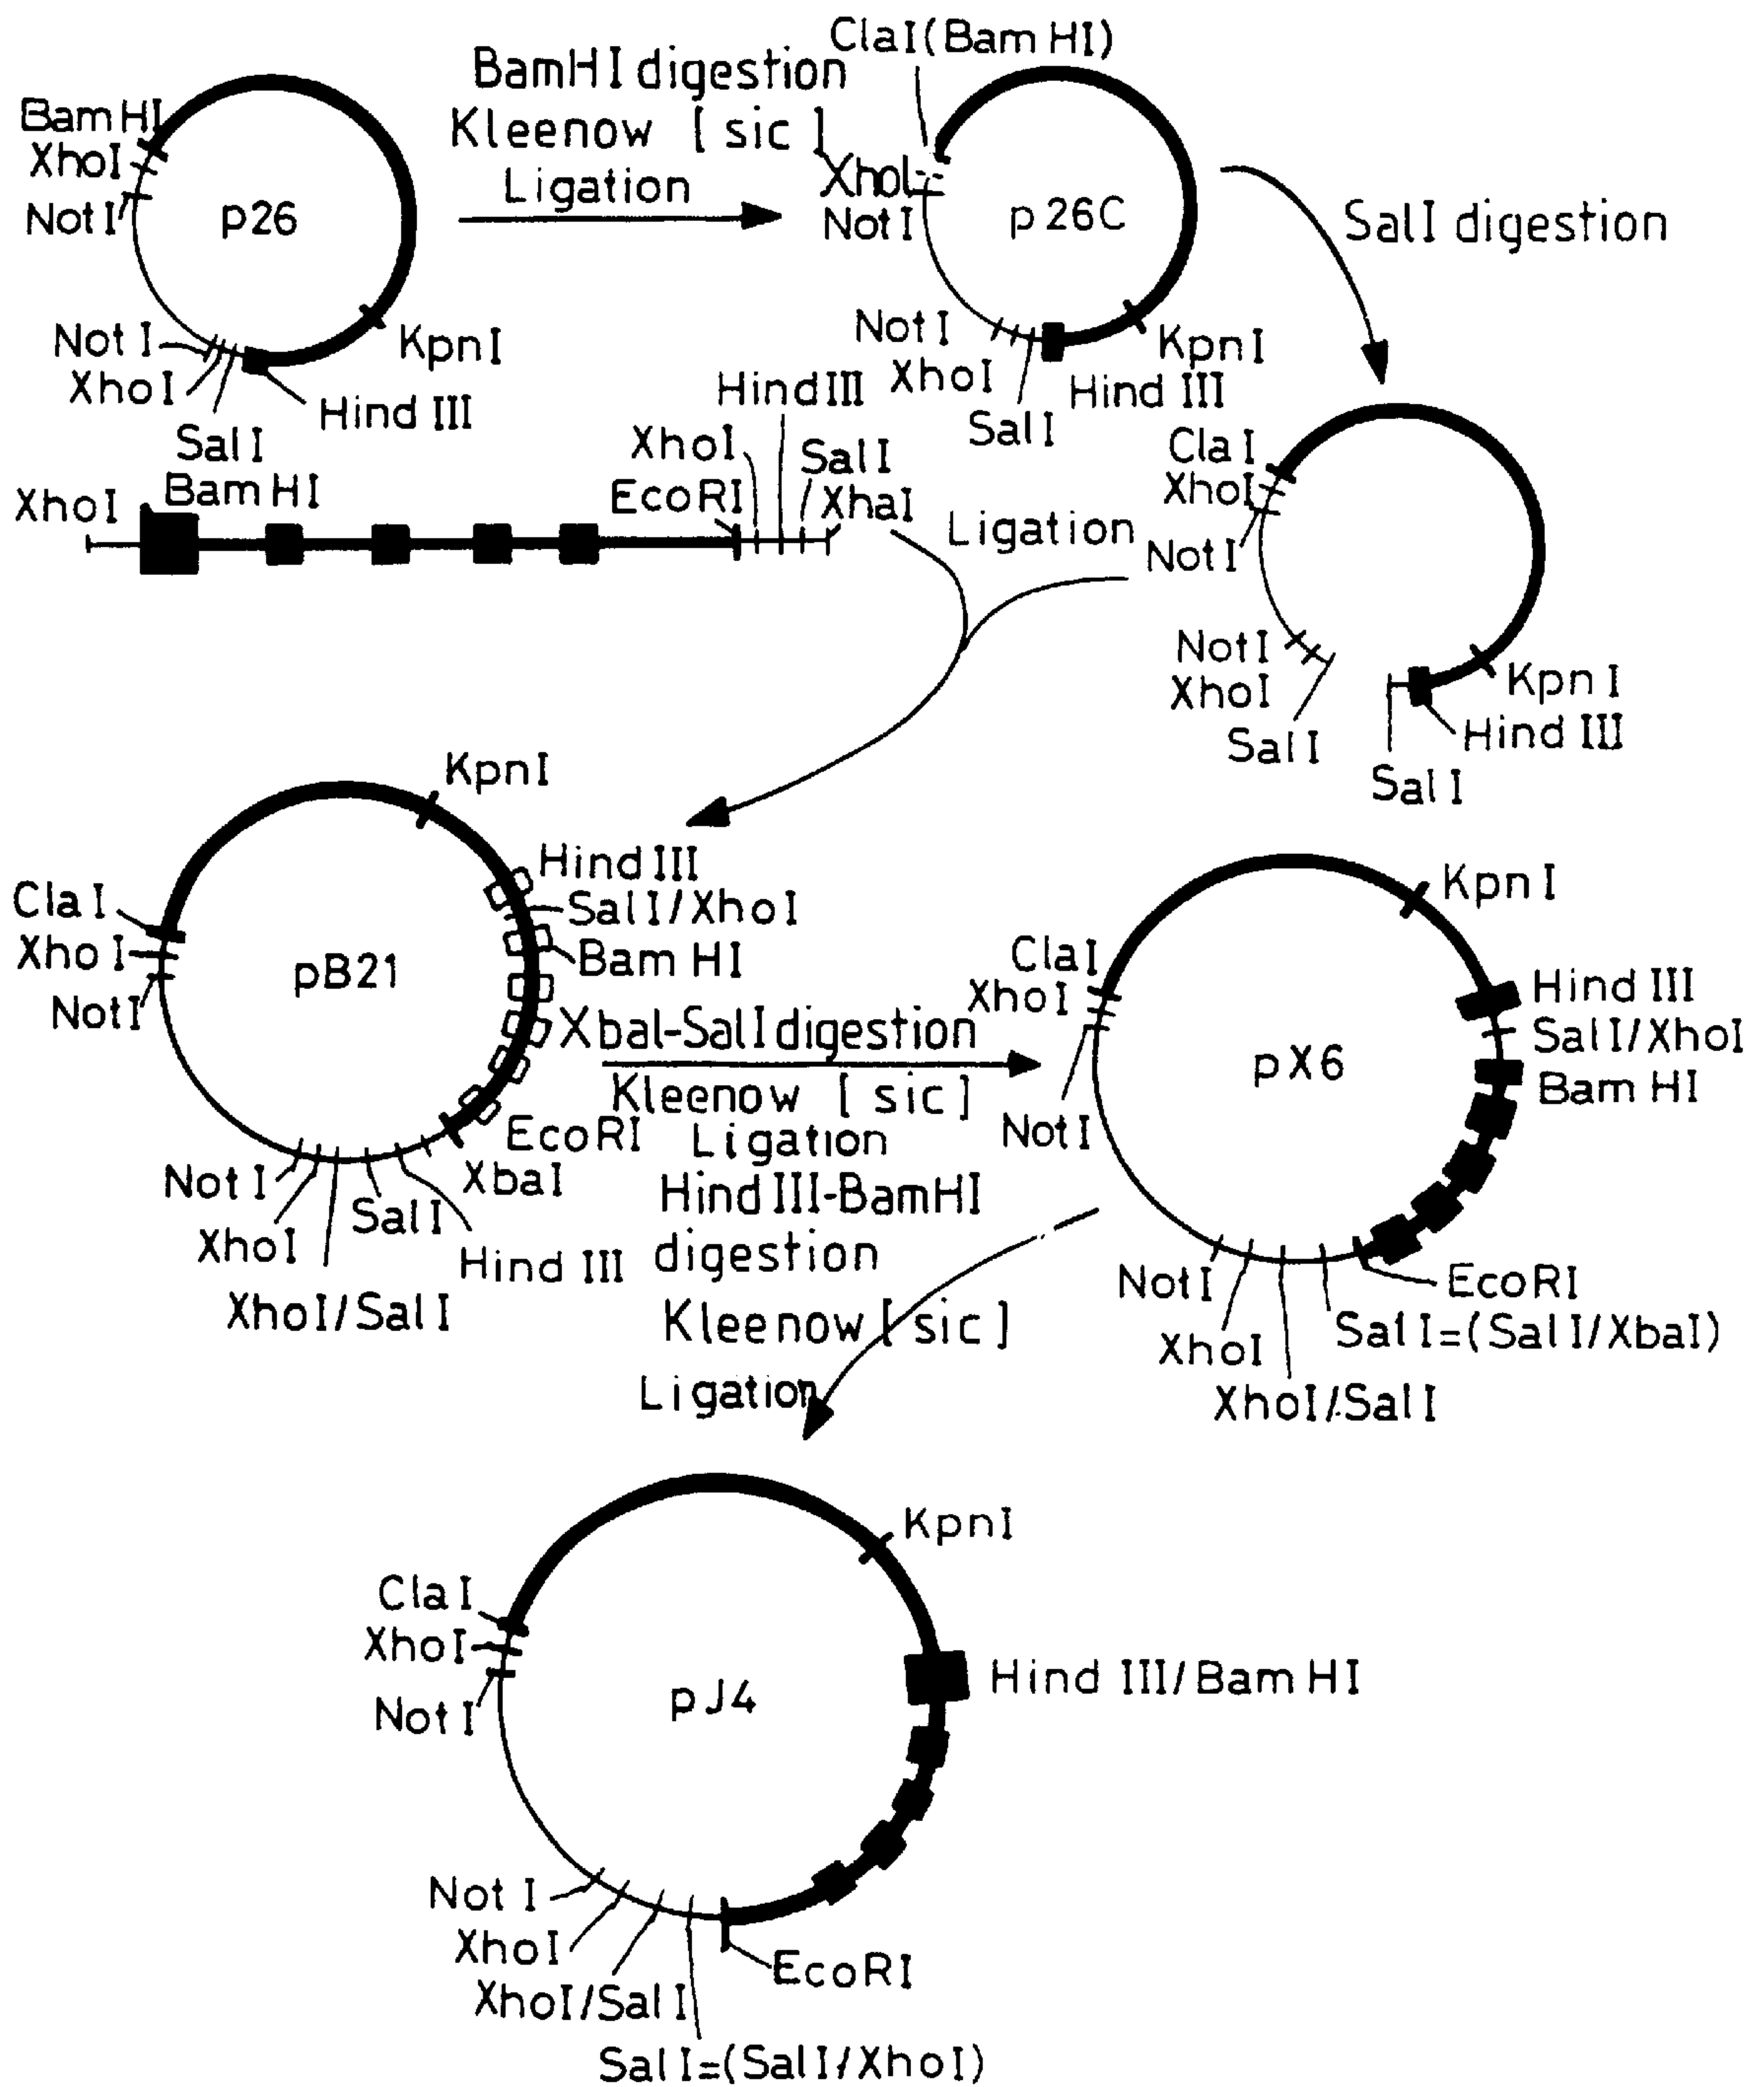 BamHI
XhoI
NotI
p26
NotI
XhoI
SalI
HindIII
KpnI
BamHI digestion
Kleenow [sic]
Ligation
ClaI(BamHI)
XhoI
NotI
p26C
NotI
XhoI
SalI
HindIII
KpnI
SalI digestion
XhoI
BamHI
EcoRI
XhoI
HindIII
SalI
XhaI
Ligation
ClaI
XhoI
NotI
NotI
XhoI
SalI
SalI
HindIII
KpnI
KpnI
HindIII
SalI/XhoI
BamHI
ClaI
XhoI
NotI
pB21
EcoRI
XbaI
HindIII
SalI
NotI
XhoI
XhoI/SalI
XbaI-SalI digestion
Kleenow [sic]
Ligation
HindIII-BamHI
digestion
Kleenow [sic]
Ligation
KpnI
ClaI
XhoI
NotI
pX6
HindIII
SalI/XhoI
BamHI
EcoRI
SalI=(SalI/XbaI)
NotI
XhoI
XhoI/SalI
KpnI
ClaI
XhoI
NotI
pJ4
HindIII/BamHI
NotI
XhoI
XhoI/SalI
EcoRI
SalI=(SalI/XhoI)